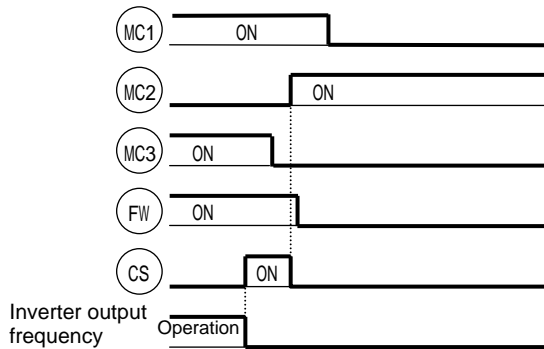 MC1 ON
MC2 ON
MC3 ON
FW ON
CS ON
Inverter output
frequency Operation